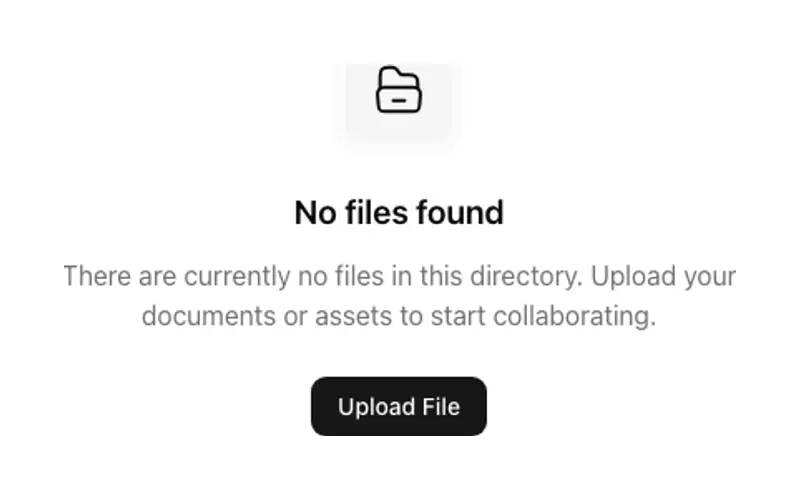 No files found
There are currently no files in this directory. Upload your
documents or assets to start collaborating.
Upload File